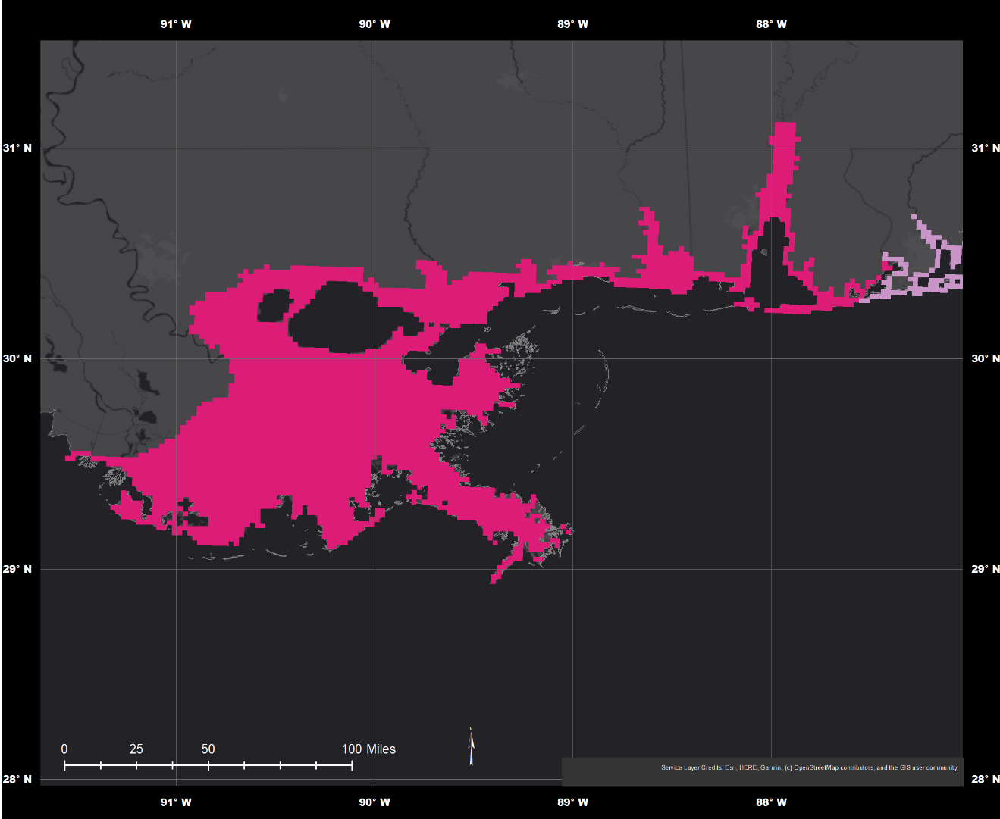 91° W 90° W 89° W 88° W
31° N 31° N
30° N 30° N
29° N 29° N
N
0 25 50 100 Miles
Service Layer Credits: Esri, HERE, Garmin, (c) OpenStreetMap contributors, and the GIS user community
28° N 28° N
91° W 90° W 89° W 88° W